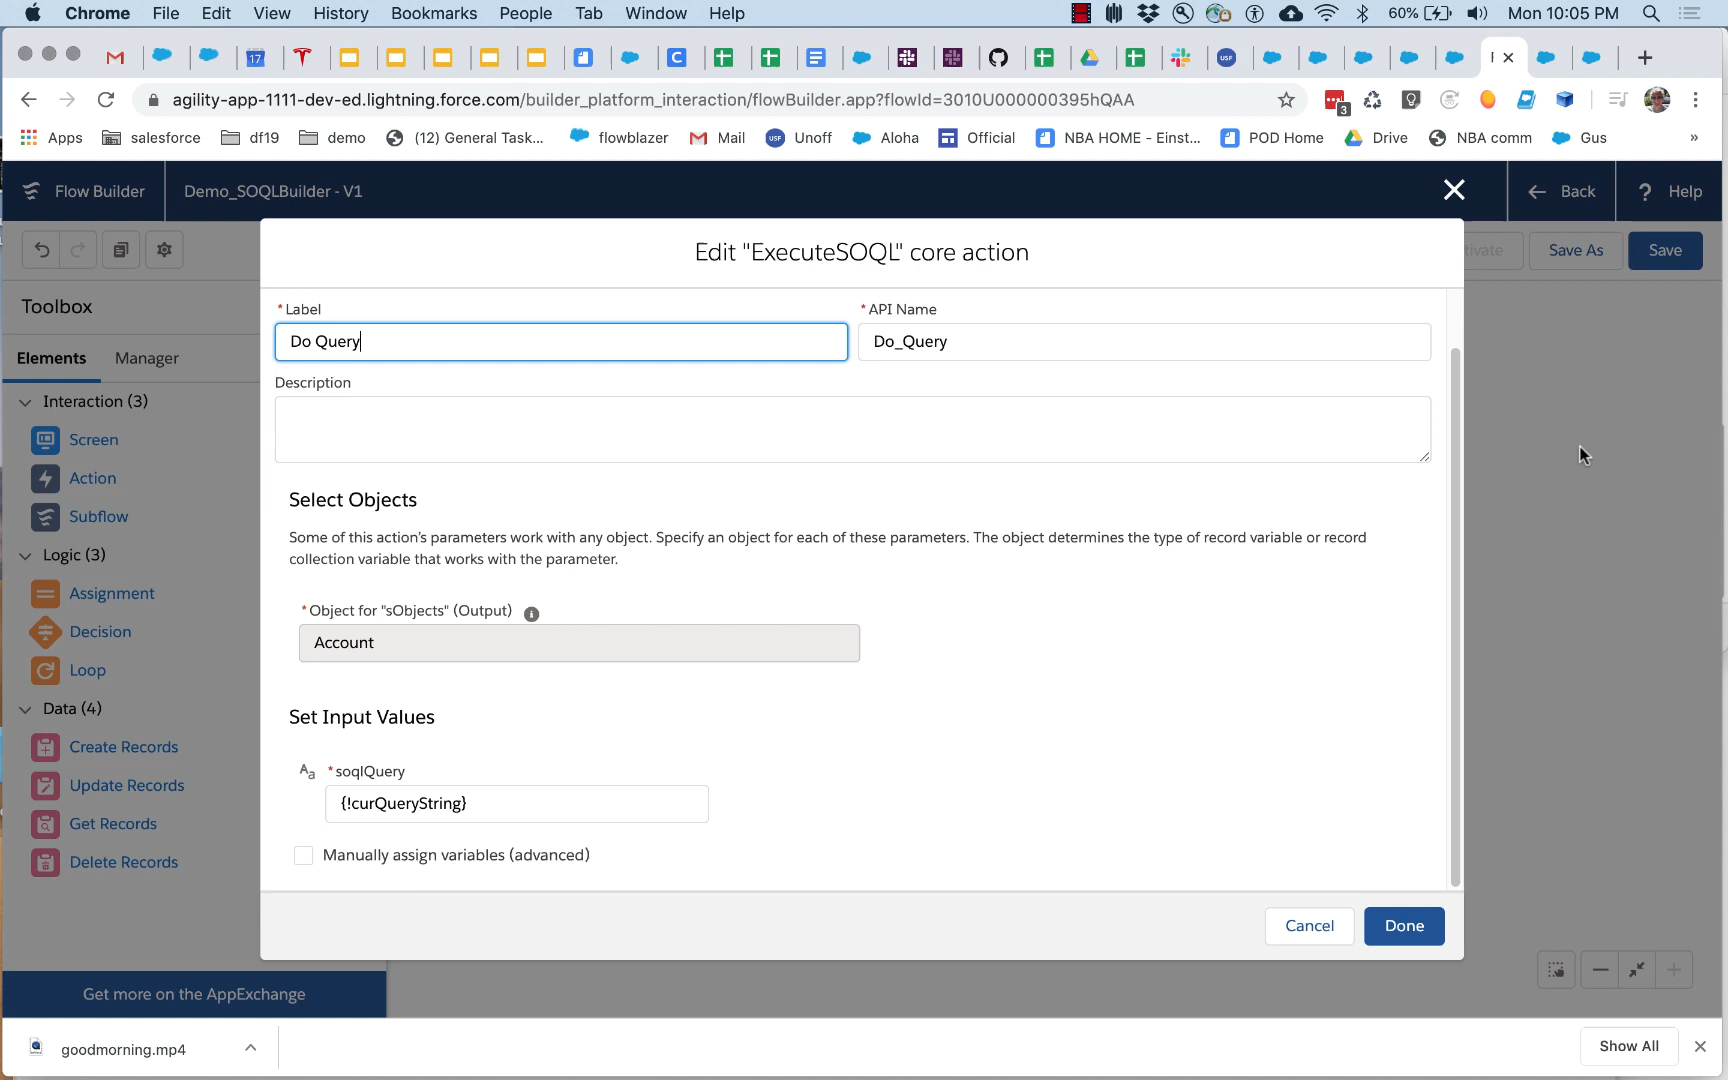 Chrome File Edit View History Bookmarks People Tab Window Help 60% Mon 10:05 PM
agility-app-1111-dev-ed.lightning.force.com/builder_platform_interaction/flowBuilder.app?flowId=3010U000000395hQAA
Apps salesforce df19 demo (12) General Task... flowblazer Mail Unoff Aloha Official NBA HOME - Einst... POD Home Drive NBA comm Gus »
Flow Builder Demo_SOQLBuilder - V1 Back ? Help
Edit "ExecuteSOQL" core action
Save As Save
Toolbox
Elements Manager
Interaction (3)
Screen
Action
Subflow
Logic (3)
Assignment
Decision
Loop
Data (4)
Create Records
Update Records
Get Records
Delete Records
Get more on the AppExchange
* Label * API Name
Do Query Do_Query
Description
Select Objects
Some of this action's parameters work with any object. Specify an object for each of these parameters. The object determines the type of record variable or record
collection variable that works with the parameter.
* Object for "sObjects" (Output)
Account
Set Input Values
Aa * soqlQuery
{!curQueryString}
Manually assign variables (advanced)
Cancel Done
goodmorning.mp4 Show All